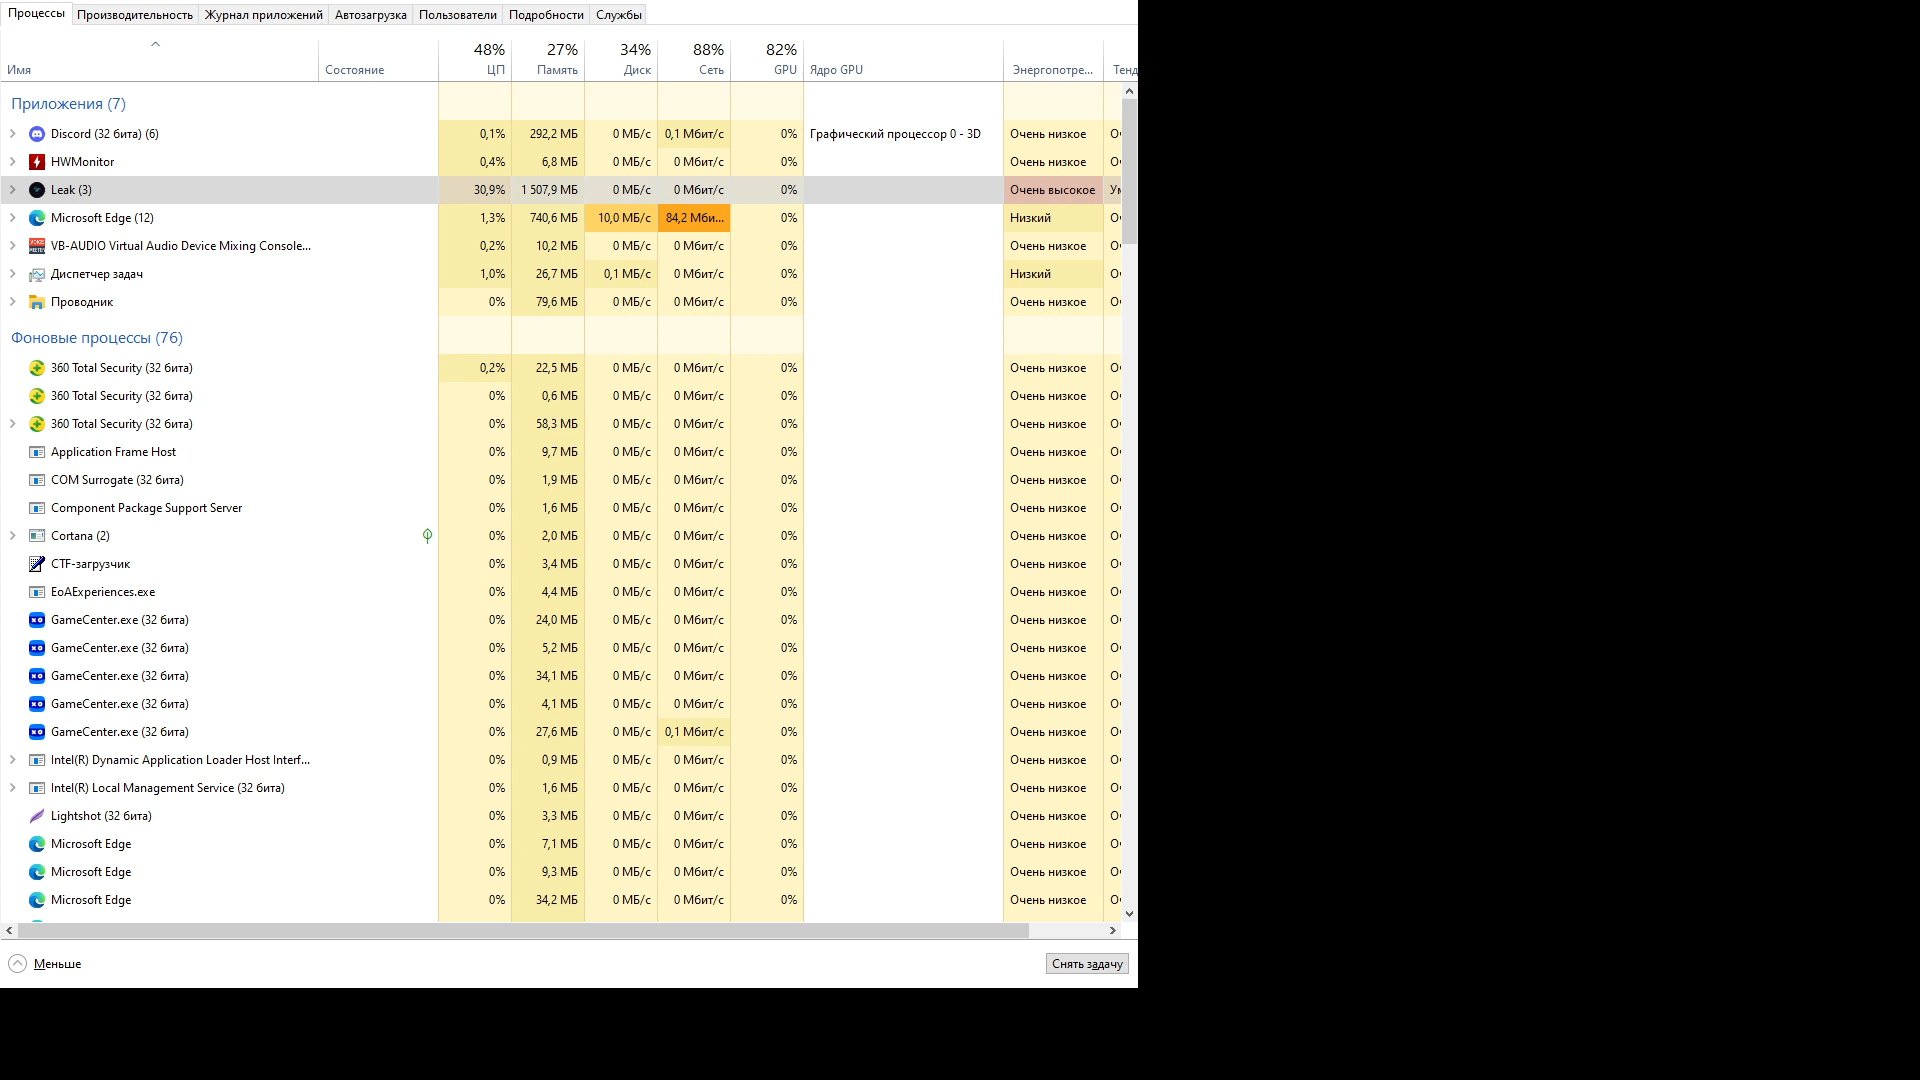 Процессы Производительность Журнал приложений Автозагрузка Пользователи Подробности Службы
48% 27% 34% 88% 82%
Имя Состояние ЦП Память Диск Сеть GPU Ядро GPU Энергопотре... Тенд
Приложения (7)
Discord (32 бита) (6) 0,1% 292,2 МБ 0 МБ/с 0,1 Мбит/с 0% Графический процессор 0 - 3D Очень низкое
HWMonitor 0,4% 6,8 МБ 0 МБ/с 0 Мбит/с 0% Очень низкое
Leak (3) 30,9% 1 507,9 МБ 0 МБ/с 0 Мбит/с 0% Очень высокое
Microsoft Edge (12) 1,3% 740,6 МБ 10,0 МБ/с 84,2 Мби... 0% Низкий
VB-AUDIO Virtual Audio Device Mixing Console... 0,2% 10,2 МБ 0 МБ/с 0 Мбит/с 0% Очень низкое
Диспетчер задач 1,0% 26,7 МБ 0,1 МБ/с 0 Мбит/с 0% Низкий
Проводник 0% 79,6 МБ 0 МБ/с 0 Мбит/с 0% Очень низкое
Фоновые процессы (76)
360 Total Security (32 бита) 0,2% 22,5 МБ 0 МБ/с 0 Мбит/с 0% Очень низкое
360 Total Security (32 бита) 0% 0,6 МБ 0 МБ/с 0 Мбит/с 0% Очень низкое
360 Total Security (32 бита) 0% 58,3 МБ 0 МБ/с 0 Мбит/с 0% Очень низкое
Application Frame Host 0% 9,7 МБ 0 МБ/с 0 Мбит/с 0% Очень низкое
COM Surrogate (32 бита) 0% 1,9 МБ 0 МБ/с 0 Мбит/с 0% Очень низкое
Component Package Support Server 0% 1,6 МБ 0 МБ/с 0 Мбит/с 0% Очень низкое
Cortana (2) 0% 2,0 МБ 0 МБ/с 0 Мбит/с 0% Очень низкое
CTF-загрузчик 0% 3,4 МБ 0 МБ/с 0 Мбит/с 0% Очень низкое
EoAExperiences.exe 0% 4,4 МБ 0 МБ/с 0 Мбит/с 0% Очень низкое
GameCenter.exe (32 бита) 0% 24,0 МБ 0 МБ/с 0 Мбит/с 0% Очень низкое
GameCenter.exe (32 бита) 0% 5,2 МБ 0 МБ/с 0 Мбит/с 0% Очень низкое
GameCenter.exe (32 бита) 0% 34,1 МБ 0 МБ/с 0 Мбит/с 0% Очень низкое
GameCenter.exe (32 бита) 0% 4,1 МБ 0 МБ/с 0 Мбит/с 0% Очень низкое
GameCenter.exe (32 бита) 0% 27,6 МБ 0 МБ/с 0,1 Мбит/с 0% Очень низкое
Intel(R) Dynamic Application Loader Host Interf... 0% 0,9 МБ 0 МБ/с 0 Мбит/с 0% Очень низкое
Intel(R) Local Management Service (32 бита) 0% 1,6 МБ 0 МБ/с 0 Мбит/с 0% Очень низкое
Lightshot (32 бита) 0% 3,3 МБ 0 МБ/с 0 Мбит/с 0% Очень низкое
Microsoft Edge 0% 7,1 МБ 0 МБ/с 0 Мбит/с 0% Очень низкое
Microsoft Edge 0% 9,3 МБ 0 МБ/с 0 Мбит/с 0% Очень низкое
Microsoft Edge 0% 34,2 МБ 0 МБ/с 0 Мбит/с 0% Очень низкое
Меньше Снять задачу